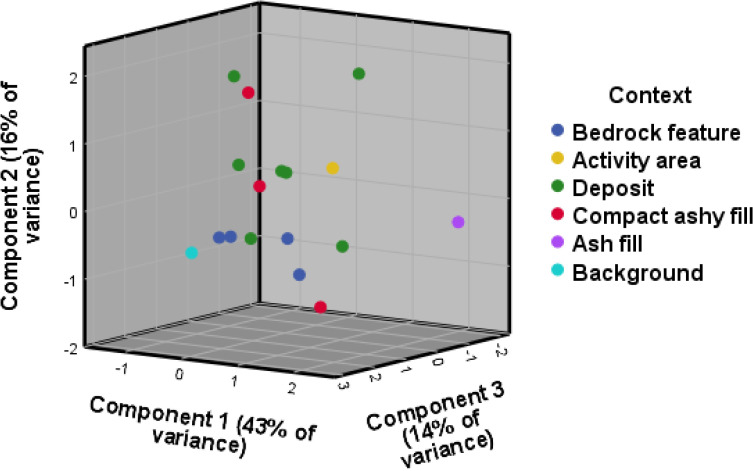 2
1
0
-1
-2
Component 2 (16% of
variance)
-1
0
1
2
Component 1 (43% of
variance)
3
2
1
0
-1
-2
Component 3
(14% of
variance)
Context
Bedrock feature
Activity area
Deposit
Compact ashy fill
Ash fill
Background